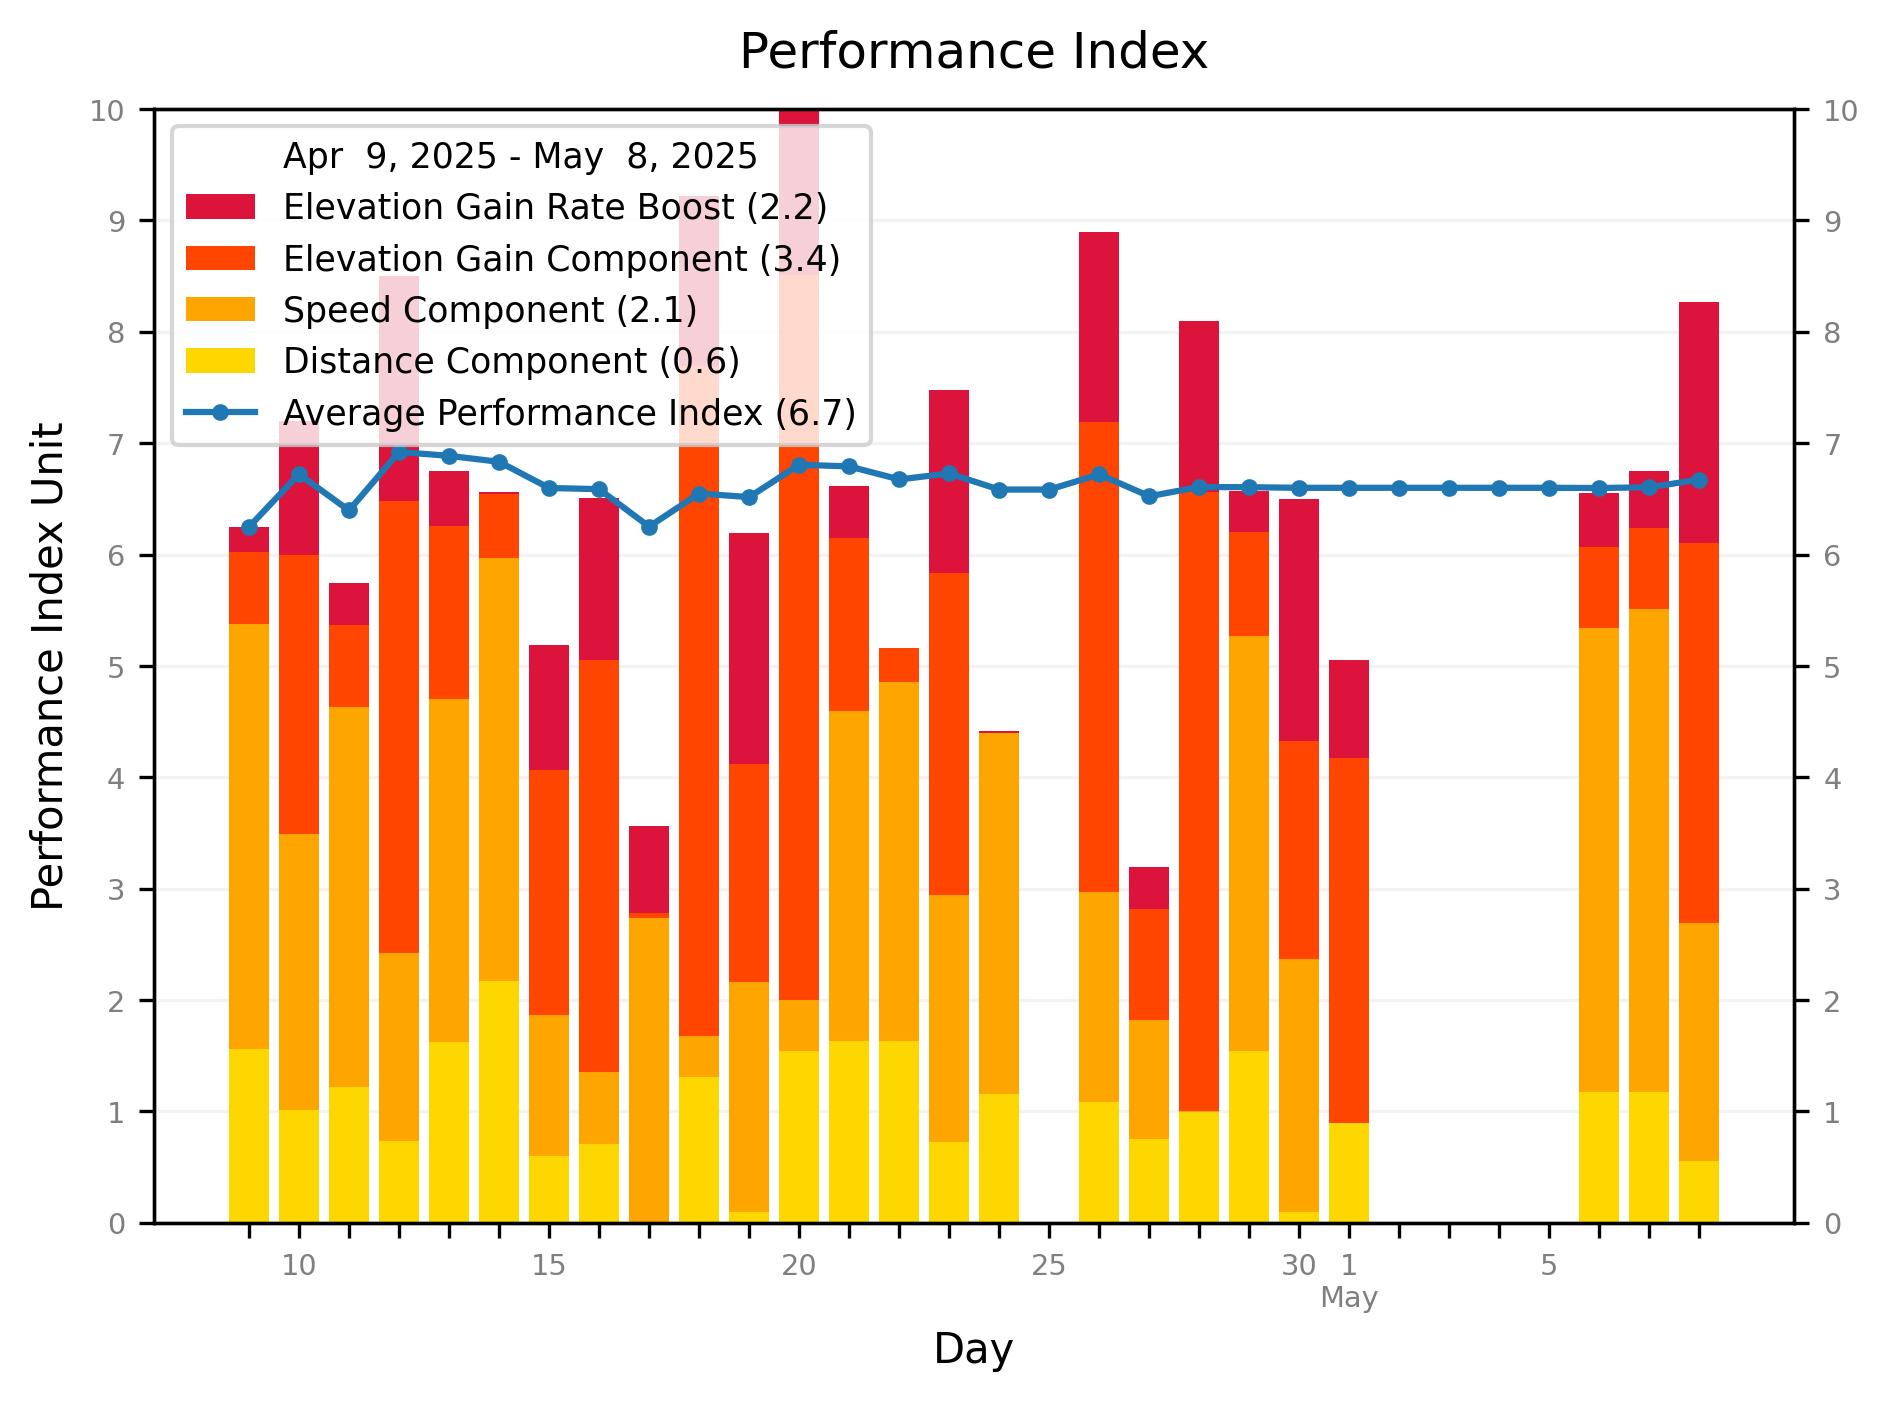 Performance Index
Apr  9, 2025 - May  8, 2025
Elevation Gain Rate Boost (2.2)
Elevation Gain Component (3.4)
Speed Component (2.1)
Distance Component (0.6)
Average Performance Index (6.7)
Performance Index Unit
10
9
8
7
6
5
4
3
2
1
0
10
9
8
7
6
5
4
3
2
1
0
10 15 20 25 30 1 5
May
Day